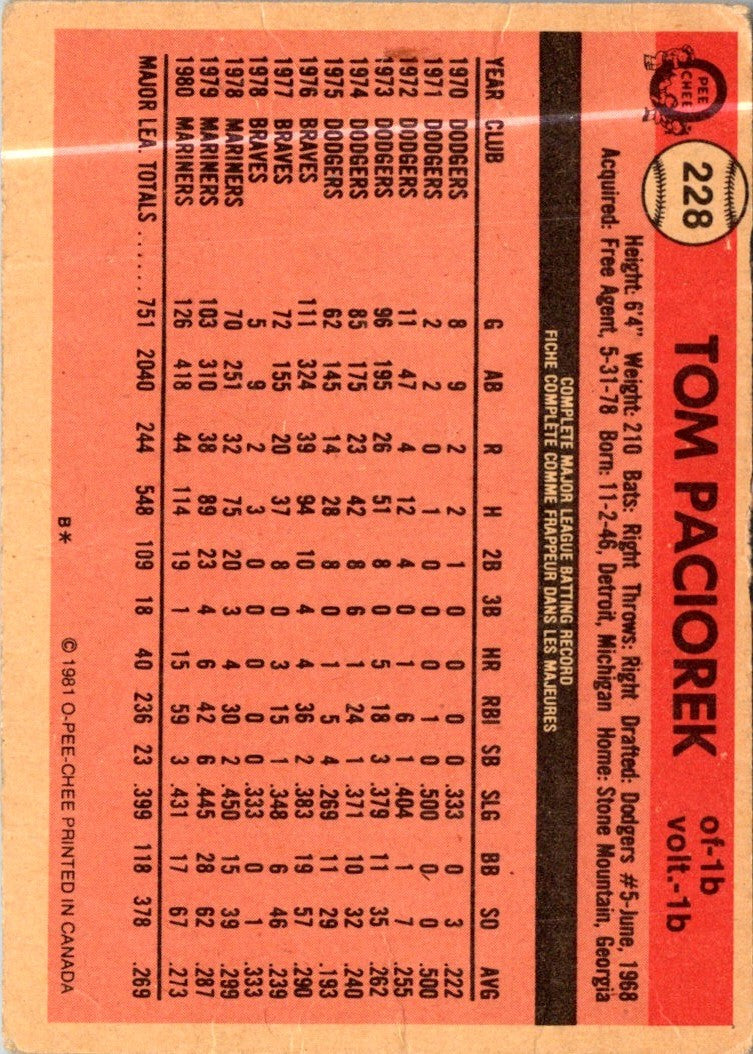 O
PEE
CHEE
228
TOM PACIOREK
of-1b
volt.-1b
Height: 6'4" Weight: 210 Bats: Right Throws: Right Drafted: Dodgers #5-June, 1968
Acquired: Free Agent, 5-31-78 Born: 11-2-46, Detroit, Michigan Home: Stone Mountain, Georgia
COMPLETE MAJOR LEAGUE BATTING RECORD
FICHE COMPLÈTE COMME FRAPPEUR DANS LES MAJEURES
YEAR CLUB G AB R H 2B 3B HR RBI SB SLG BB SO AVG
1970 DODGERS 8 9 2 2 1 0 0 0 0 .333 0 3 .222
1971 DODGERS 2 2 0 1 0 0 0 1 0 .500 0 0 .500
1972 DODGERS 11 47 4 12 4 0 1 6 1 .404 1 7 .255
1973 DODGERS 96 195 26 51 8 0 5 18 3 .379 11 35 .262
1974 DODGERS 85 175 23 42 8 6 1 24 1 .371 10 32 .240
1975 DODGERS 62 145 14 28 8 0 1 5 4 .269 11 29 .193
1976 BRAVES 111 324 39 94 10 4 4 36 2 .383 19 57 .290
1977 BRAVES 72 155 20 37 8 0 3 15 1 .348 6 46 .239
1978 BRAVES 5 9 2 3 0 0 0 0 0 .333 0 1 .333
1978 MARINERS 70 251 32 75 20 3 4 30 2 .450 15 39 .299
1979 MARINERS 103 310 38 89 23 4 6 42 6 .445 28 62 .287
1980 MARINERS 126 418 44 114 19 1 15 59 3 .431 17 67 .273
MAJOR LEA. TOTALS ...... 751 2040 244 548 109 18 40 236 23 .399 118 378 .269
B* © 1981 O-PEE-CHEE PRINTED IN CANADA